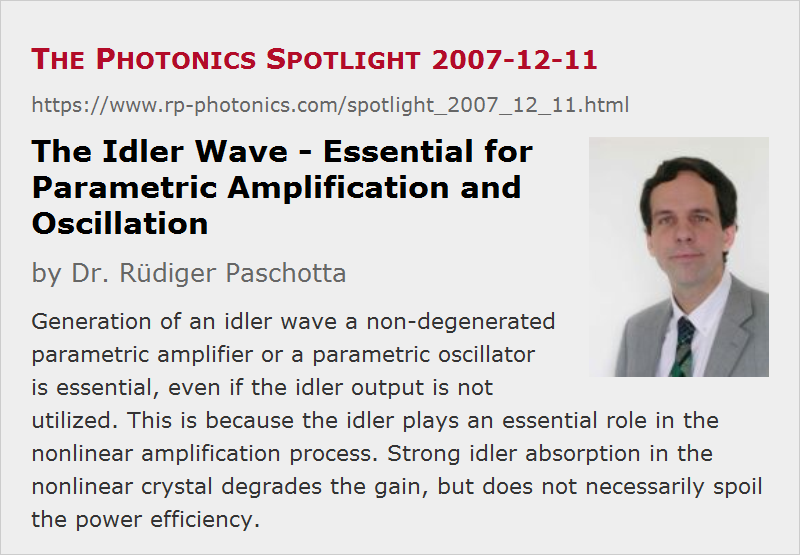 THE PHOTONICS SPOTLIGHT 2007-12-11
https://www.rp-photonics.com/spotlight_2007_12_11.html
The Idler Wave - Essential for
Parametric Amplification and
Oscillation
by Dr. Rüdiger Paschotta
Generation of an idler wave a non-degenerated
parametric amplifier or a parametric oscillator
is essential, even if the idler output is not
utilized. This is because the idler plays an essential role in the
nonlinear amplification process. Strong idler absorption in the
nonlinear crystal degrades the gain, but does not necessarily spoil
the power efficiency.